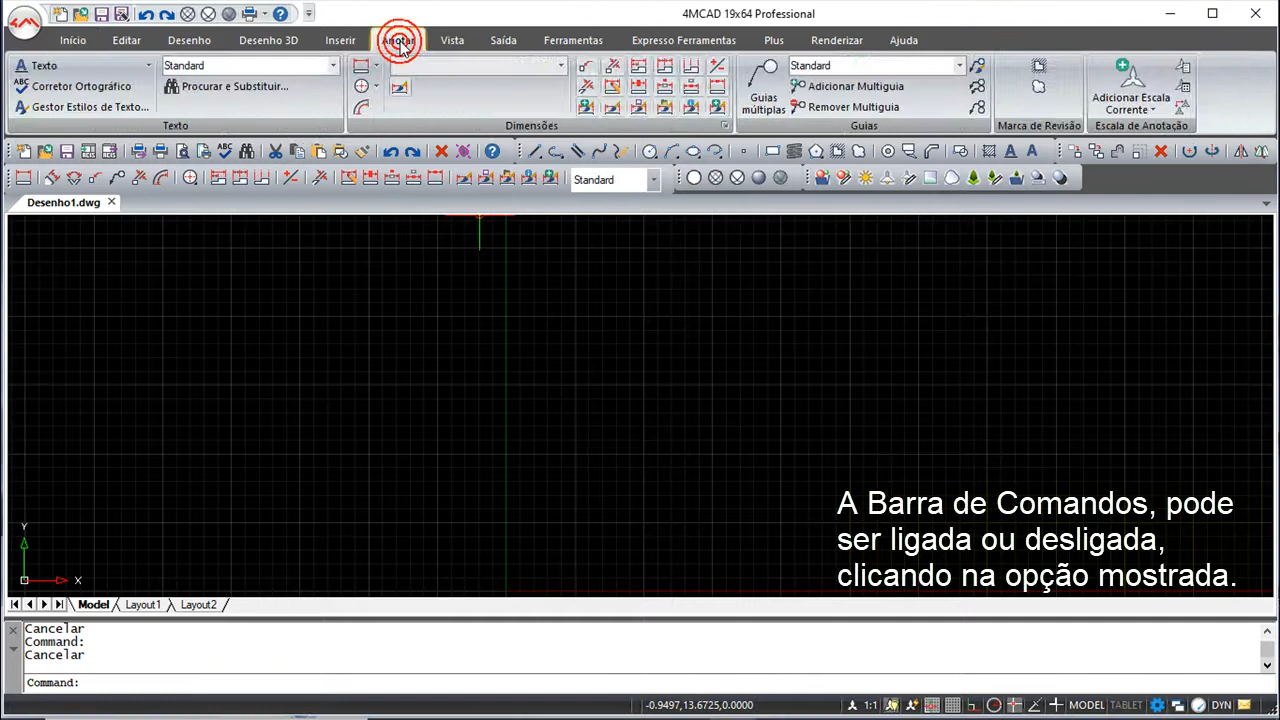 4MCAD 19x64 Professional
Início Editar Desenho Desenho 3D Inserir Anotar Vista Saída Ferramentas Expresso Ferramentas Plus Renderizar Ajuda
Texto Standard Standard
Corretor Ortográfico Procurar e Substituir... Adicionar Multiguia
Gestor Estilos de Texto... Guias múltiplas Remover Multiguia Adicionar Escala Corrente
Texto Dimensões Guias Marca de Revisão Escala de Anotação
Standard
Desenho1.dwg
A Barra de Comandos, pode
ser ligada ou desligada,
clicando na opção mostrada.
Y
X
Model Layout1 Layout2
Cancelar
Command:
Cancelar
Command:
-0.9497,13.6725,0.0000 1:1 MODEL TABLET DYN